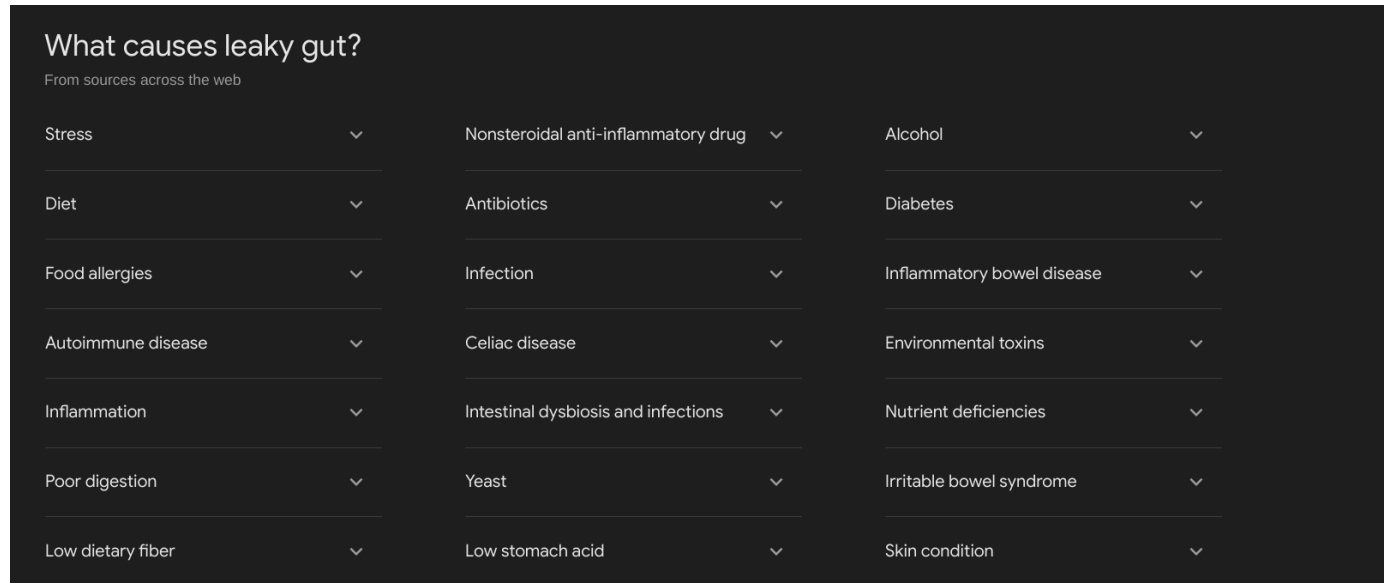 What causes leaky gut?
From sources across the web
Stress
Nonsteroidal anti-inflammatory drug
Alcohol
Diet
Antibiotics
Diabetes
Food allergies
Infection
Inflammatory bowel disease
Autoimmune disease
Celiac disease
Environmental toxins
Inflammation
Intestinal dysbiosis and infections
Nutrient deficiencies
Poor digestion
Yeast
Irritable bowel syndrome
Low dietary fiber
Low stomach acid
Skin condition